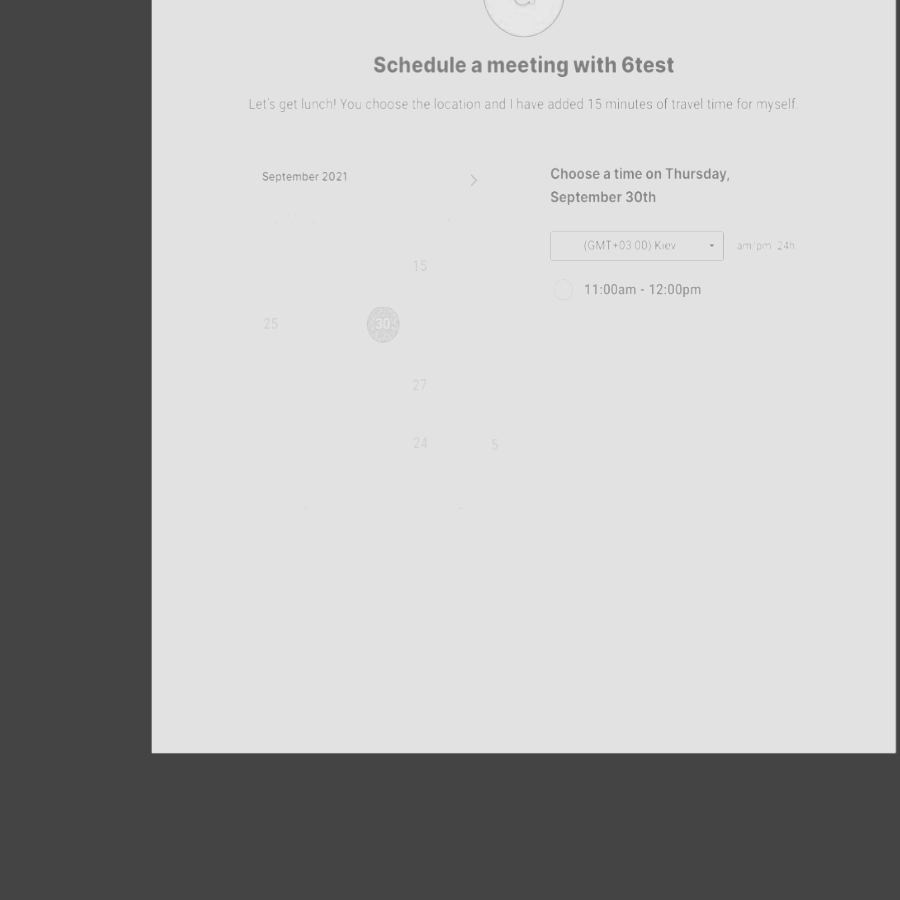 Schedule a meeting with 6test
Let's get lunch! You choose the location and I have added 15 minutes of travel time for myself
September 2021
Choose a time on Thursday,
September 30th
(GMT+03:00) Kiev
am/pm 24h
11:00am - 12:00pm
15
25 30
27
24 5